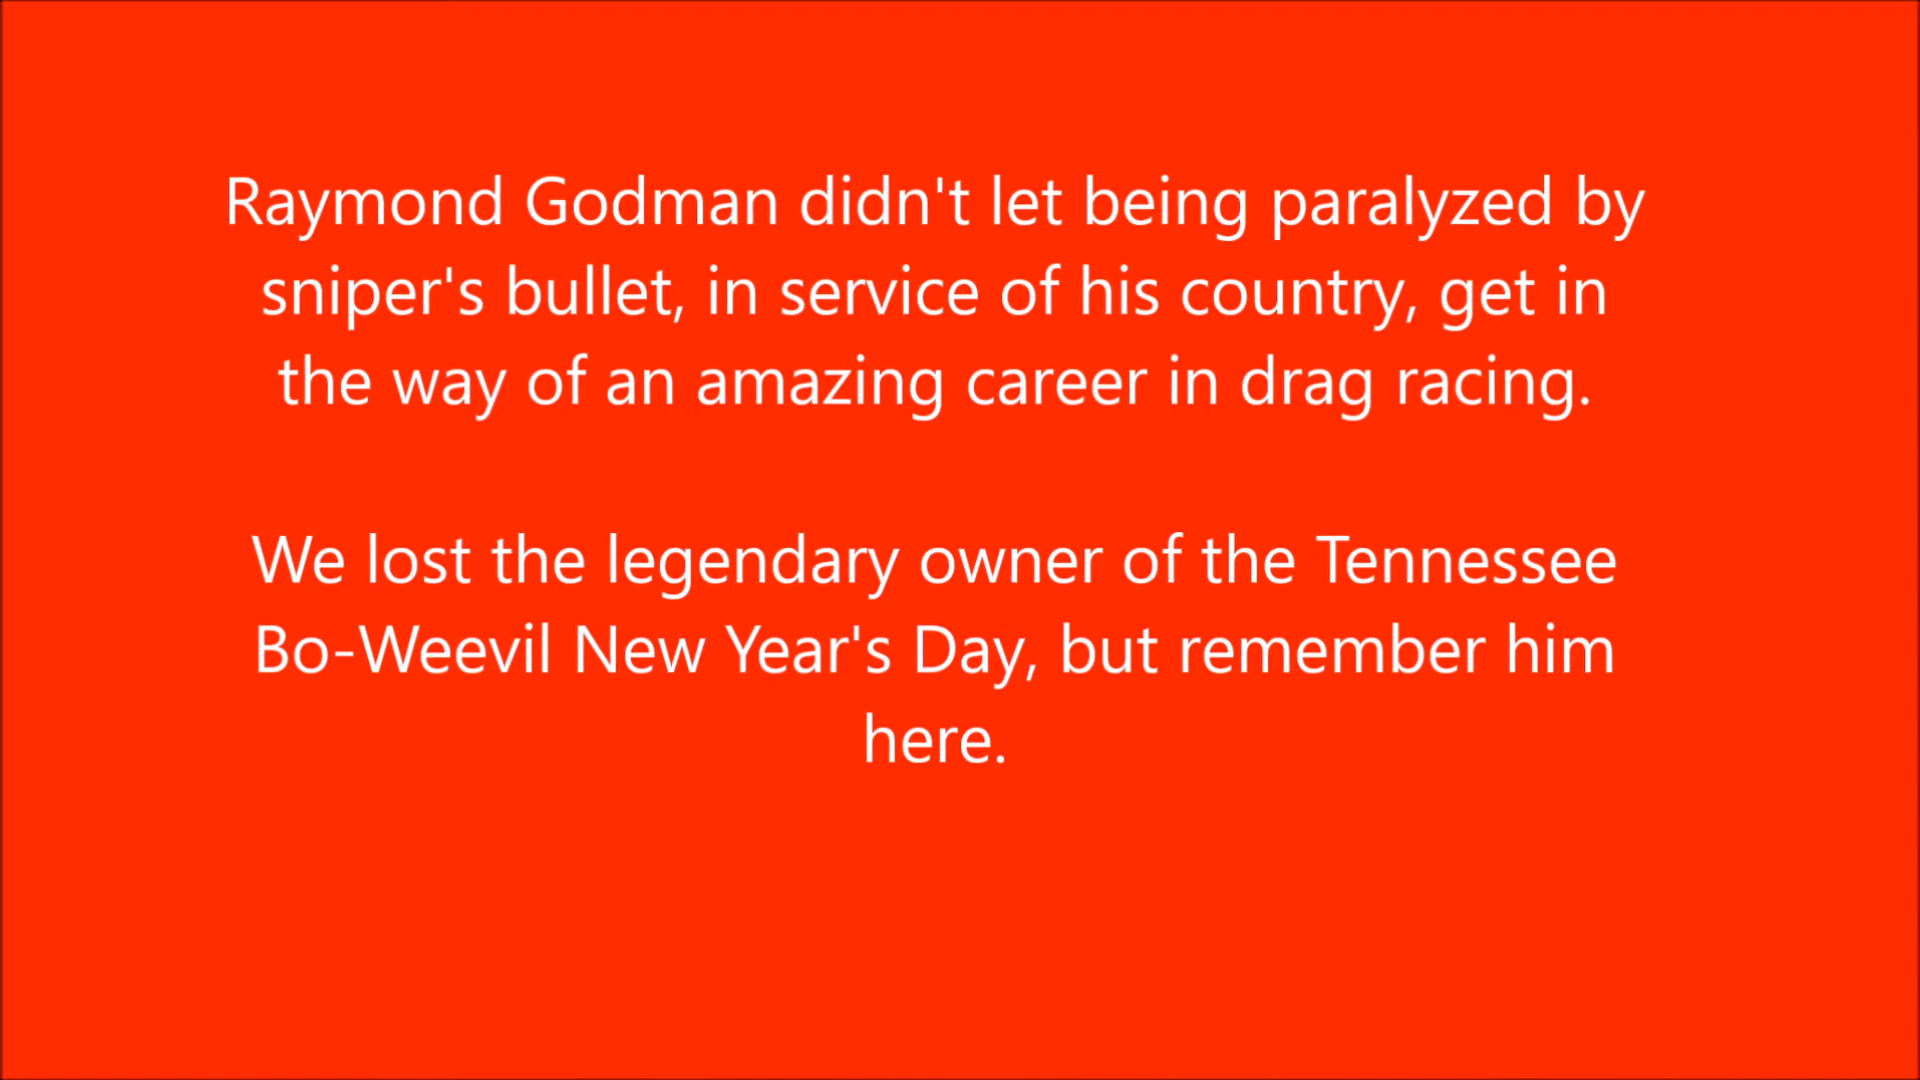 Raymond Godman didn't let being paralyzed by
sniper's bullet, in service of his country, get in
the way of an amazing career in drag racing.
We lost the legendary owner of the Tennessee
Bo-Weevil New Year's Day, but remember him
here.